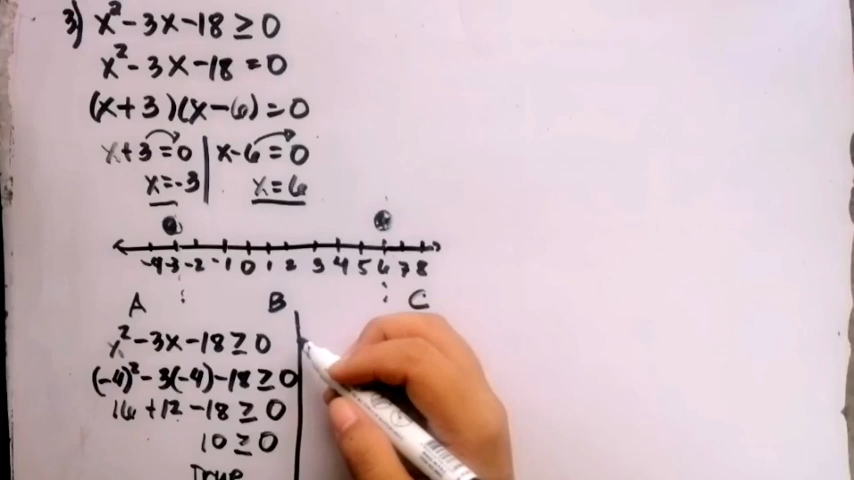 3) x² - 3x - 18 ≥ 0
x² - 3x - 18 = 0
(x + 3)(x - 6) = 0
x + 3 = 0 | x - 6 = 0
x = -3 | x = 6
-4 -3 -2 -1 0 1 2 3 4 5 6 7 8
A B C
x² - 3x - 18 ≥ 0
(-4)² - 3(-4) - 18 ≥ 0
16 + 12 - 18 ≥ 0
10 ≥ 0
True